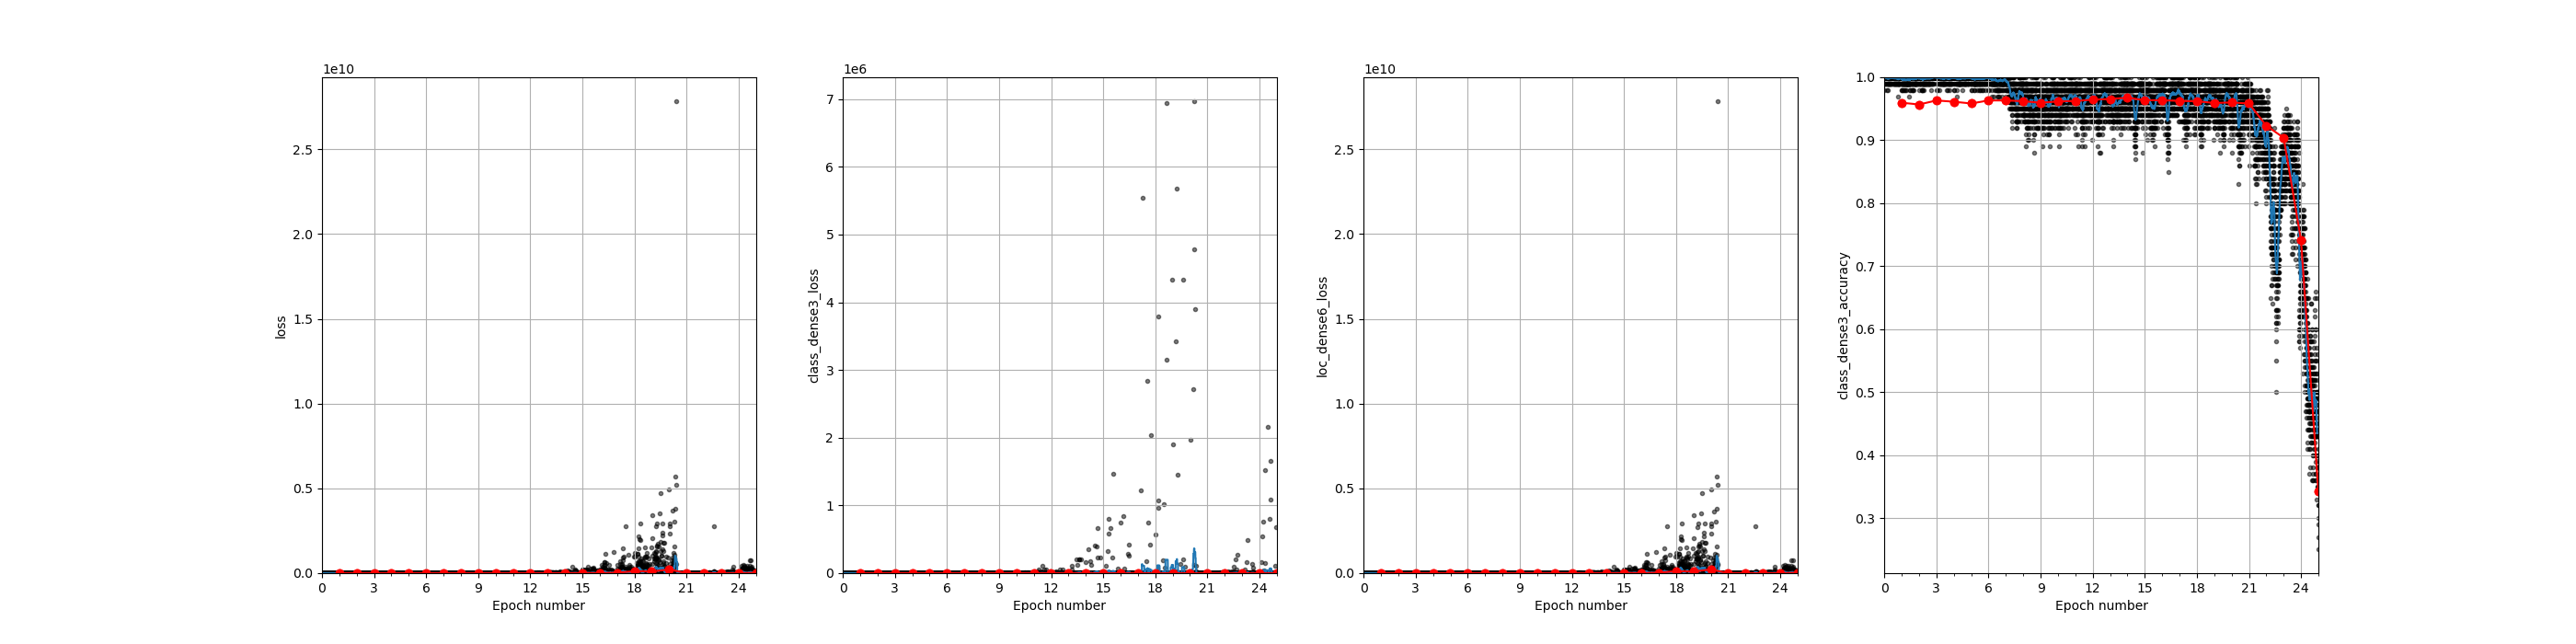 1e10
2.5
2.0
1.5
1.0
0.5
0.0
loss
0 3 6 9 12 15 18 21 24
Epoch number
1e6
7
6
5
4
3
2
1
0
class_dense3_loss
0 3 6 9 12 15 18 21 24
Epoch number
1e10
2.5
2.0
1.5
1.0
0.5
0.0
loc_dense6_loss
0 3 6 9 12 15 18 21 24
Epoch number
1.0
0.9
0.8
0.7
0.6
0.5
0.4
0.3
class_dense3_accuracy
0 3 6 9 12 15 18 21 24
Epoch number